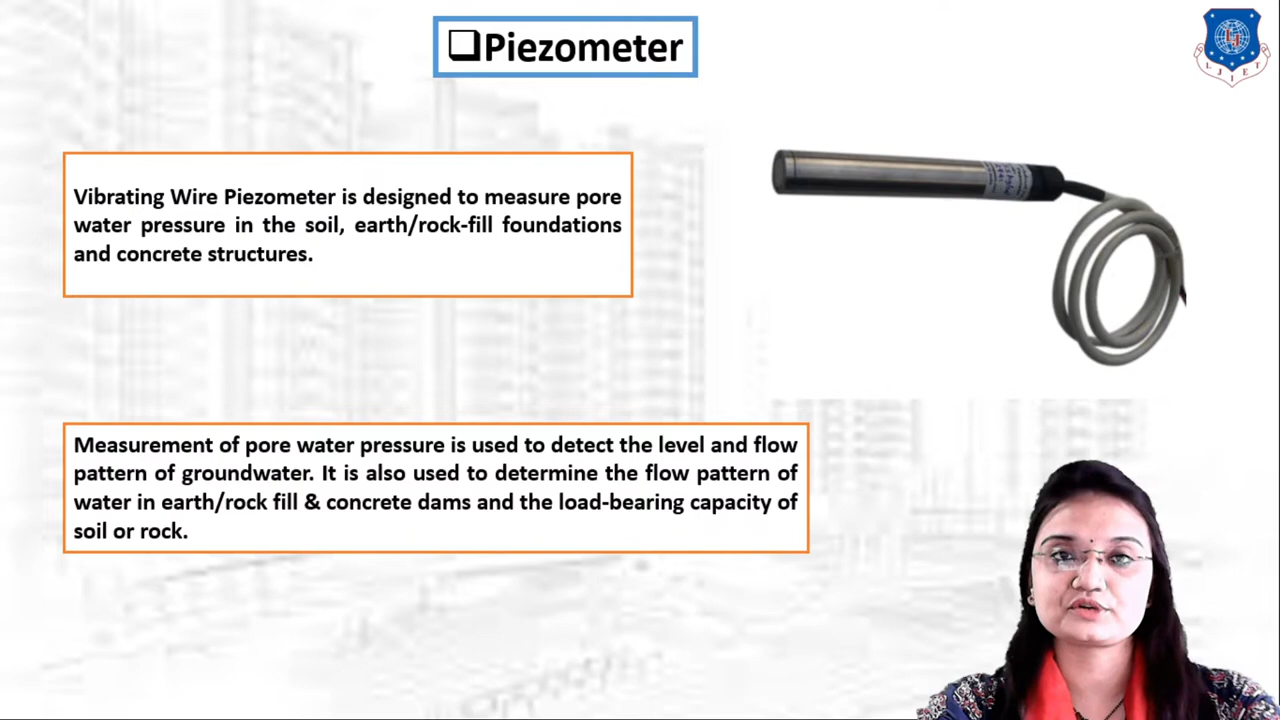 ❑Piezometer
LJIET
Vibrating Wire Piezometer is designed to measure pore
water pressure in the soil, earth/rock-fill foundations
and concrete structures.
Measurement of pore water pressure is used to detect the level and flow
pattern of groundwater. It is also used to determine the flow pattern of
water in earth/rock fill & concrete dams and the load-bearing capacity of
soil or rock.